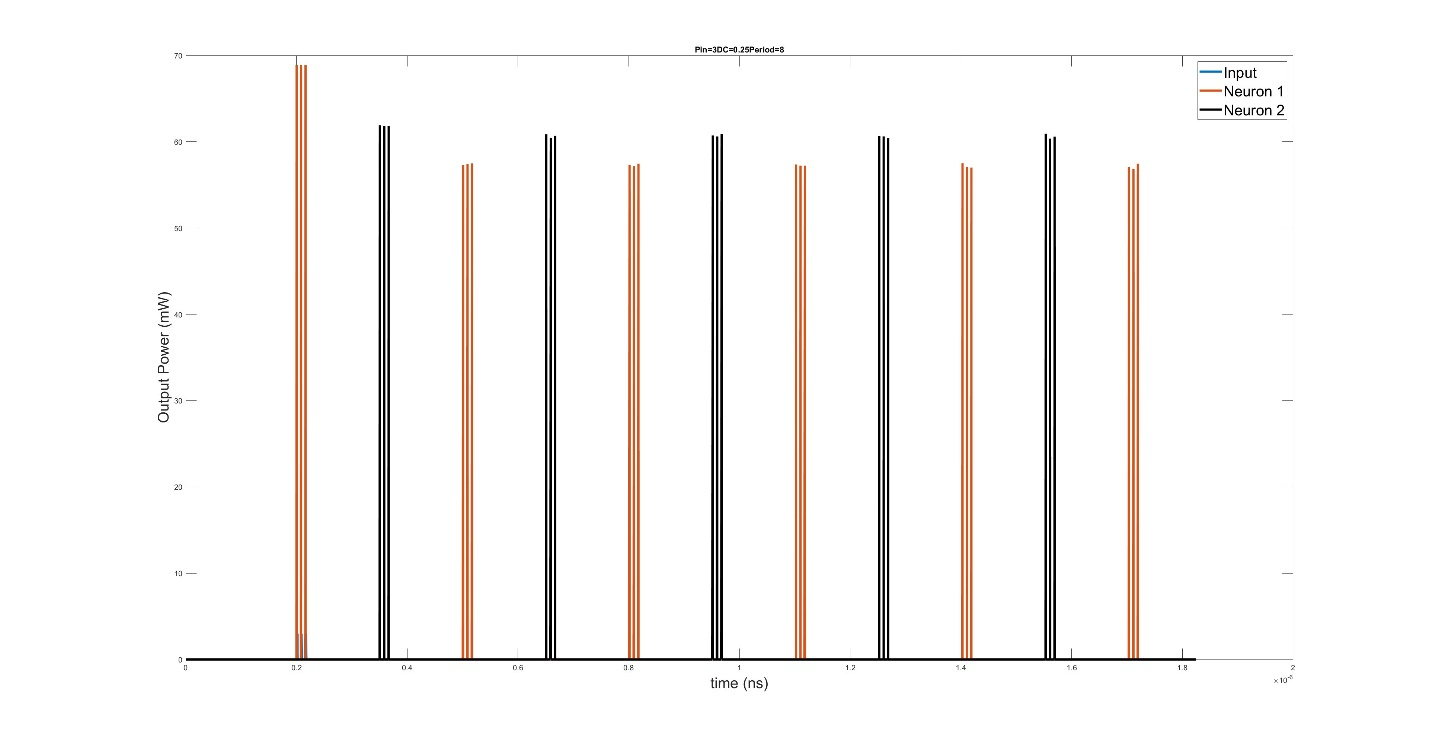 Pin=3DC=0.25Period=8
Input
Neuron 1
Neuron 2
Output Power (mW)
70
60
50
40
30
20
10
0
0 0.2 0.4 0.6 0.8 1 1.2 1.4 1.6 1.8 2
time (ns)